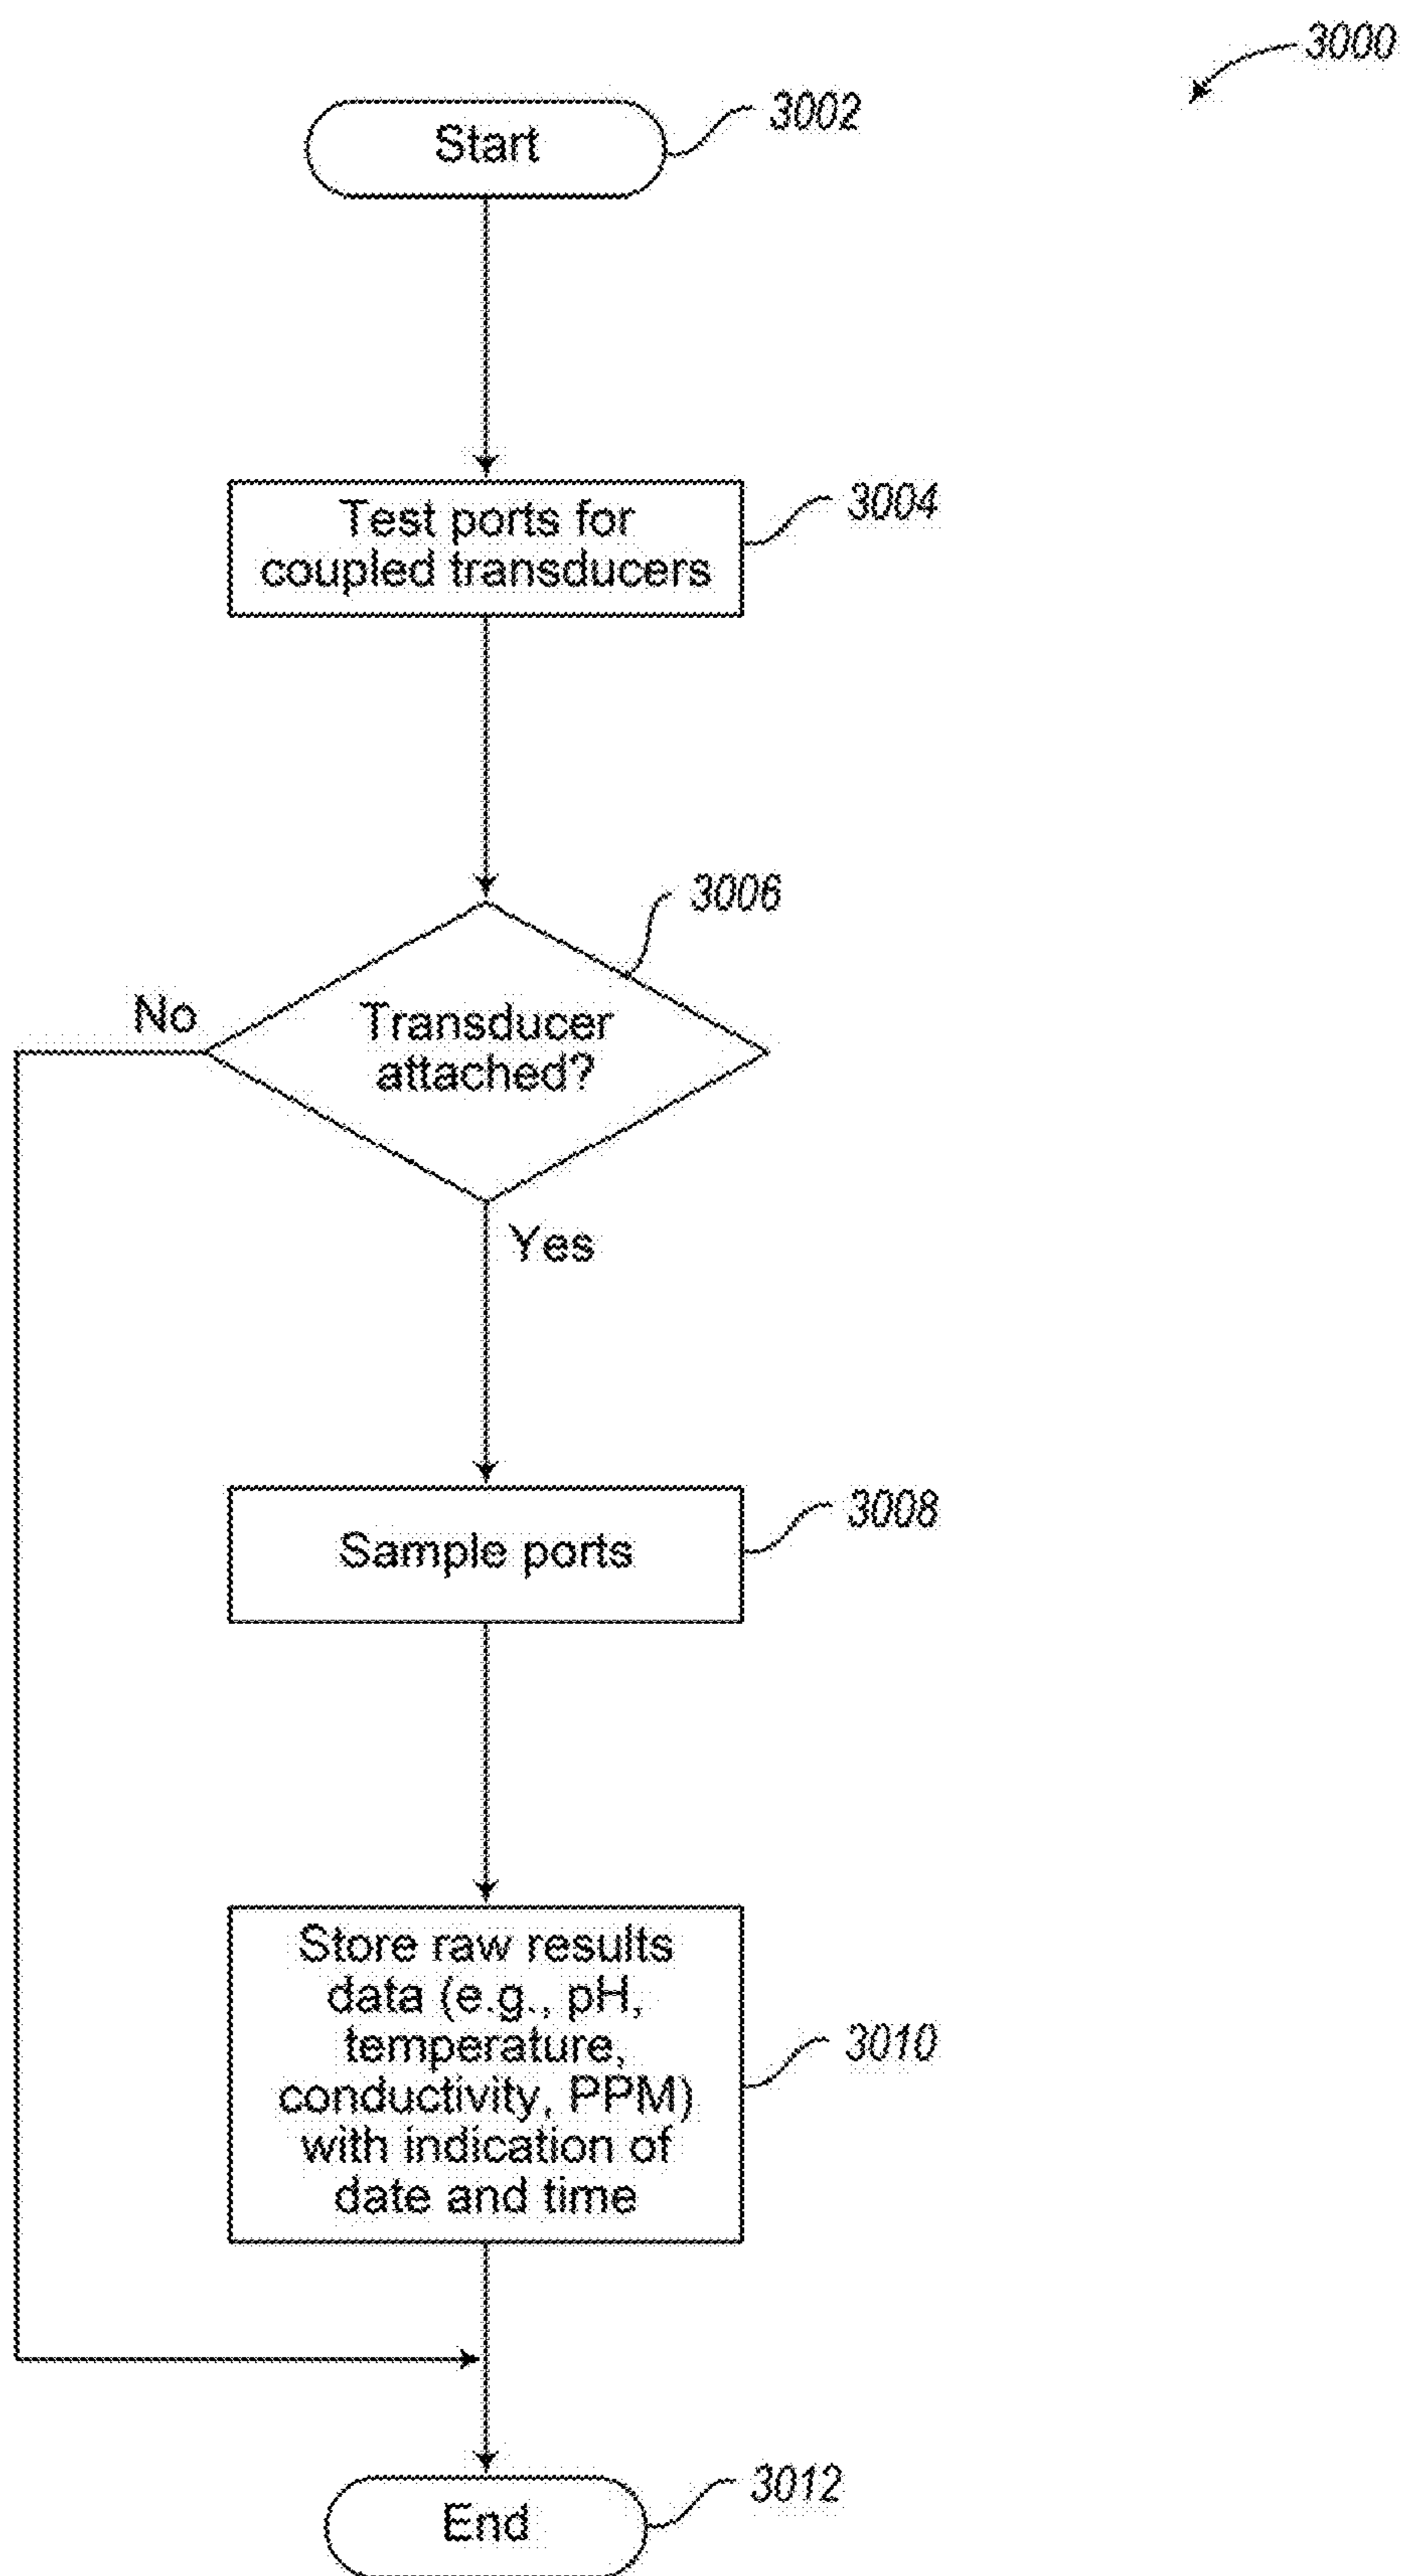 3000
Start
3002
Test ports for
coupled transducers
3004
3006
Transducer
attached?
No
Yes
Sample ports
3008
Store raw results
data (e.g., pH,
temperature,
conductivity, PPM)
with indication of
date and time
3010
End
3012